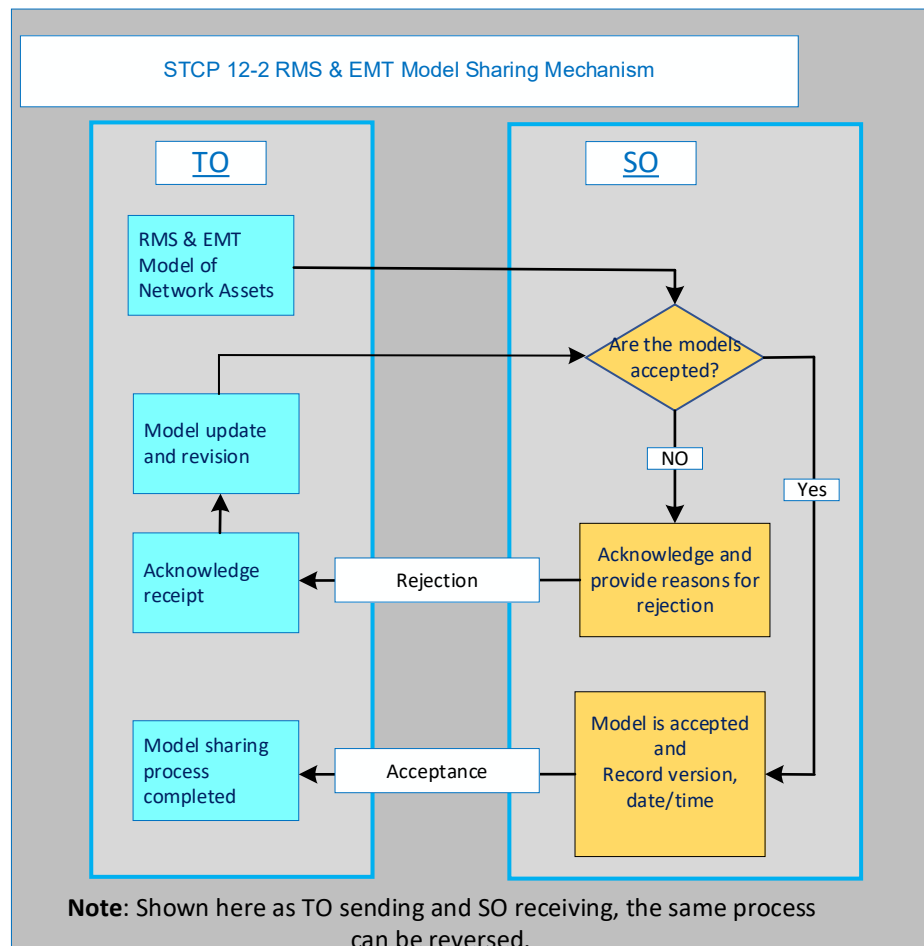 STCP 12-2 RMS & EMT Model Sharing Mechanism
TO
SO
RMS & EMT
Model of
Network Assets
Are the models
accepted?
Model update
and revision
NO
Yes
Acknowledge
receipt
Rejection
Acknowledge and
provide reasons for
rejection
Model sharing
process
completed
Acceptance
Model is accepted
and
Record version,
date/time
Note: Shown here as TO sending and SO receiving, the same process
can be reversed.